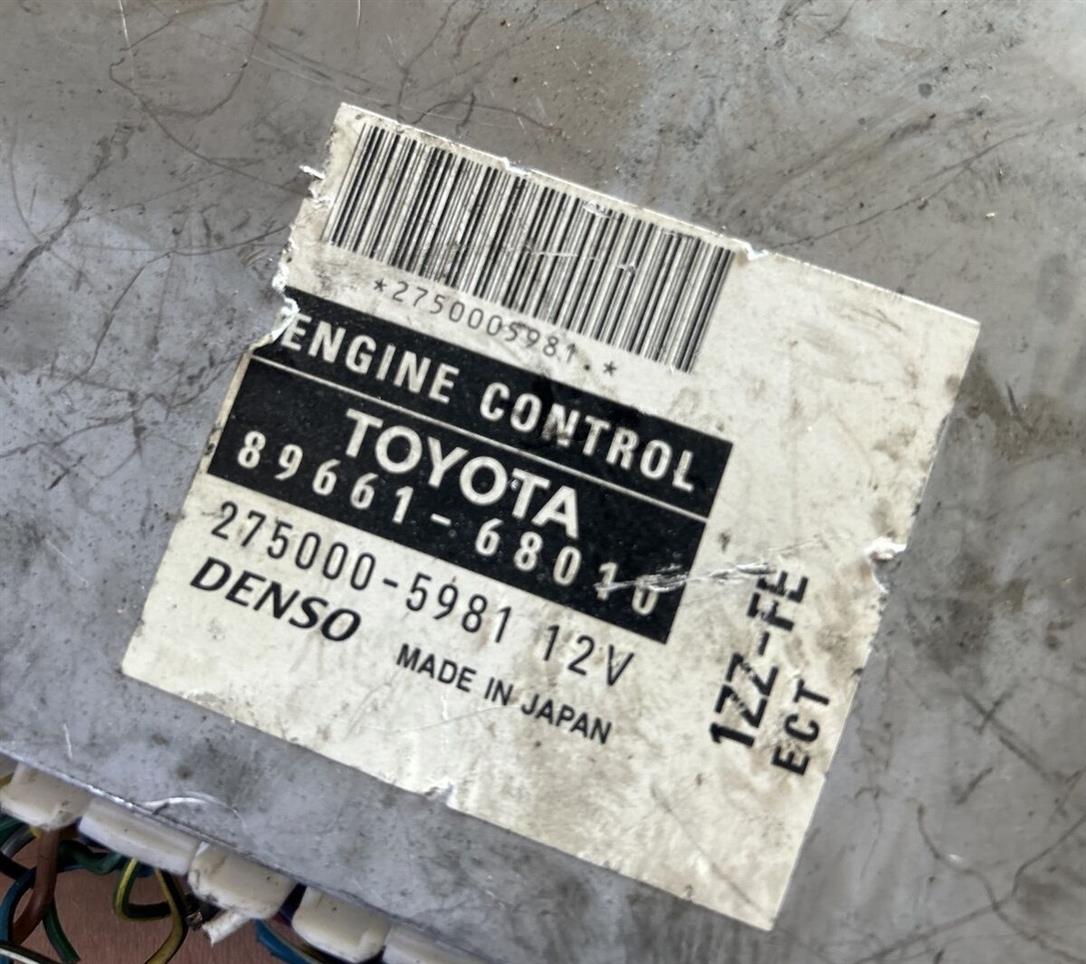 *2750005981.*
ENGINE CONTROL
TOYOTA
89661-68010
275000-5981 12V
DENSO
MADE IN JAPAN
1ZZ-FE
ECT